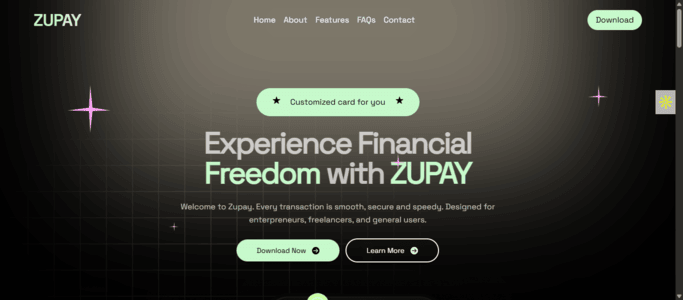 ZUPAY
Home About Features FAQs Contact
Download
Customized card for you
Experience Financial
Freedom with ZUPAY
Welcome to Zupay. Every transaction is smooth, secure and speedy. Designed for
enterpreneurs, freelancers, and general users.
Download Now
Learn More